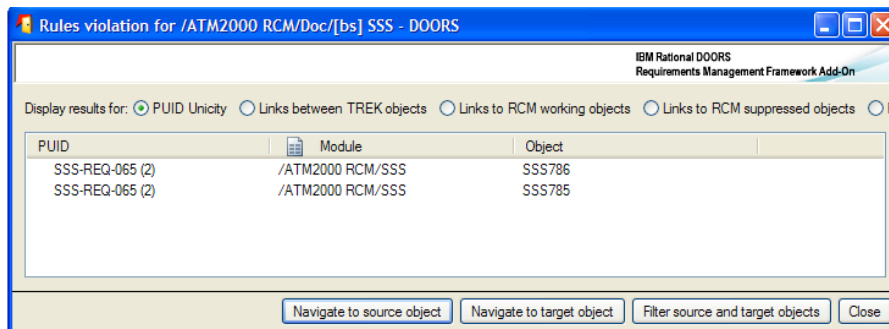 Rules violation for /ATM2000 RCM/Doc/[bs] SSS - DOORS
IBM Rational DOORS
Requirements Management Framework Add-On
Display results for: PUID Unicity Links between TREK objects Links to RCM working objects Links to RCM suppressed objects
PUID Module Object
SSS-REQ-065 (2) /ATM2000 RCM/SSS SSS786
SSS-REQ-065 (2) /ATM2000 RCM/SSS SSS785
Navigate to source object Navigate to target object Filter source and target objects Close